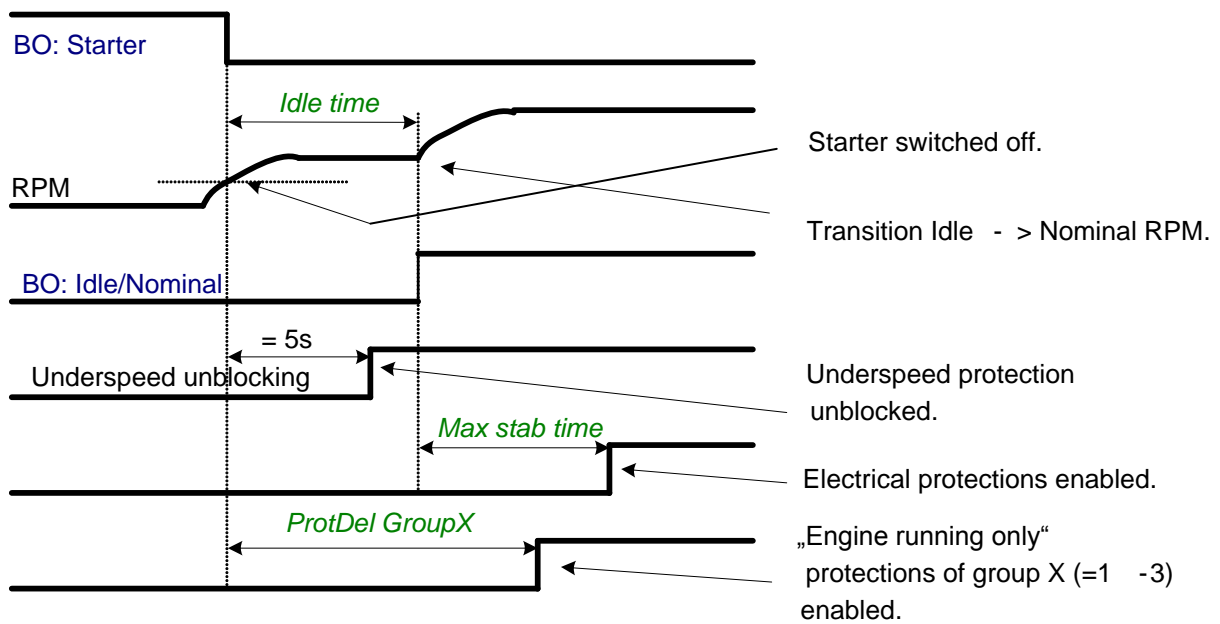 BO: Starter
Idle time
Starter switched off.
RPM
Transition Idle - > Nominal RPM.
BO: Idle/Nominal
= 5s
Underspeed unblocking
Underspeed protection
unblocked.
Max stab time
Electrical protections enabled.
ProtDel GroupX
„Engine running only“
protections of group X (=1 -3)
enabled.